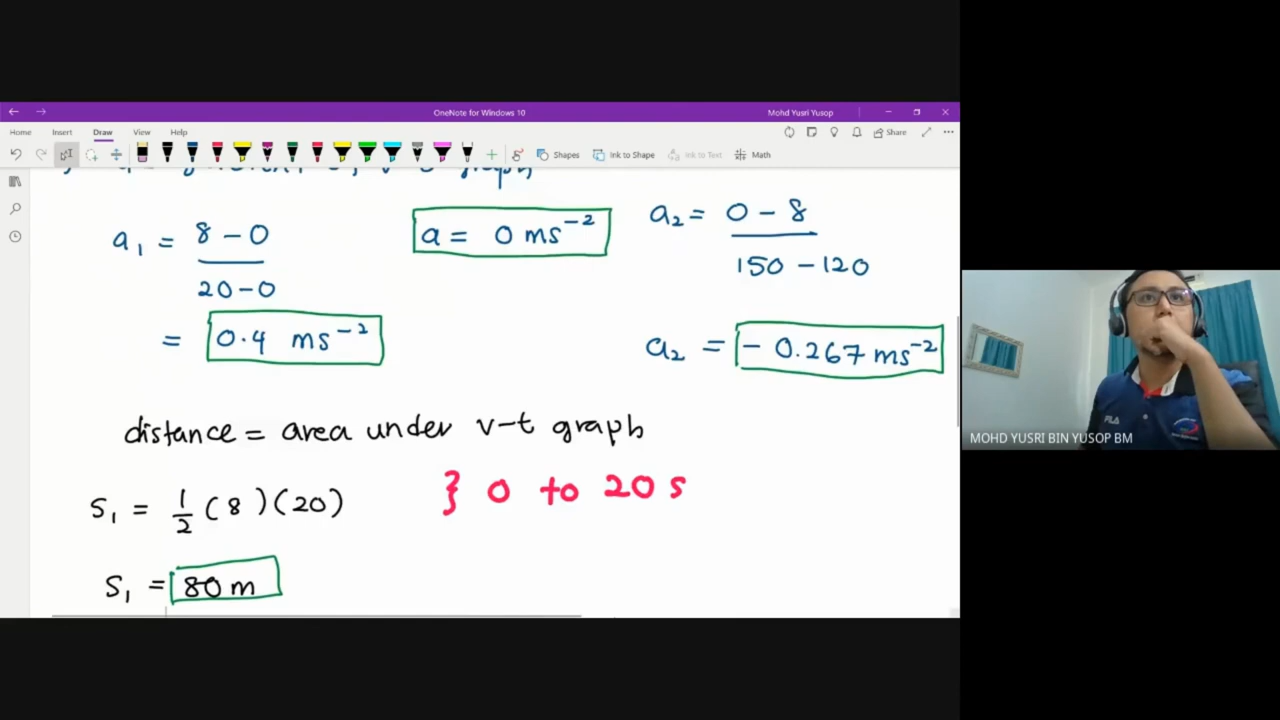 OneNote for Windows 10
Mohd Yusri Yusop
Home Insert Draw View Help
Share
Shapes
Ink to Shape
Ink to Text
Math
v-t graph
a₁ = 8 - 0
20 - 0
= 0.4 ms⁻²
a = 0 ms⁻²
a₂ = 0 - 8
150 - 120
a₂ = - 0.267 ms⁻²
distance = area under v-t graph
S₁ = 1/2 (8)(20)
} 0 to 20 s
S₁ = 80 m
FILA
MOHD YUSRI BIN YUSOP BM